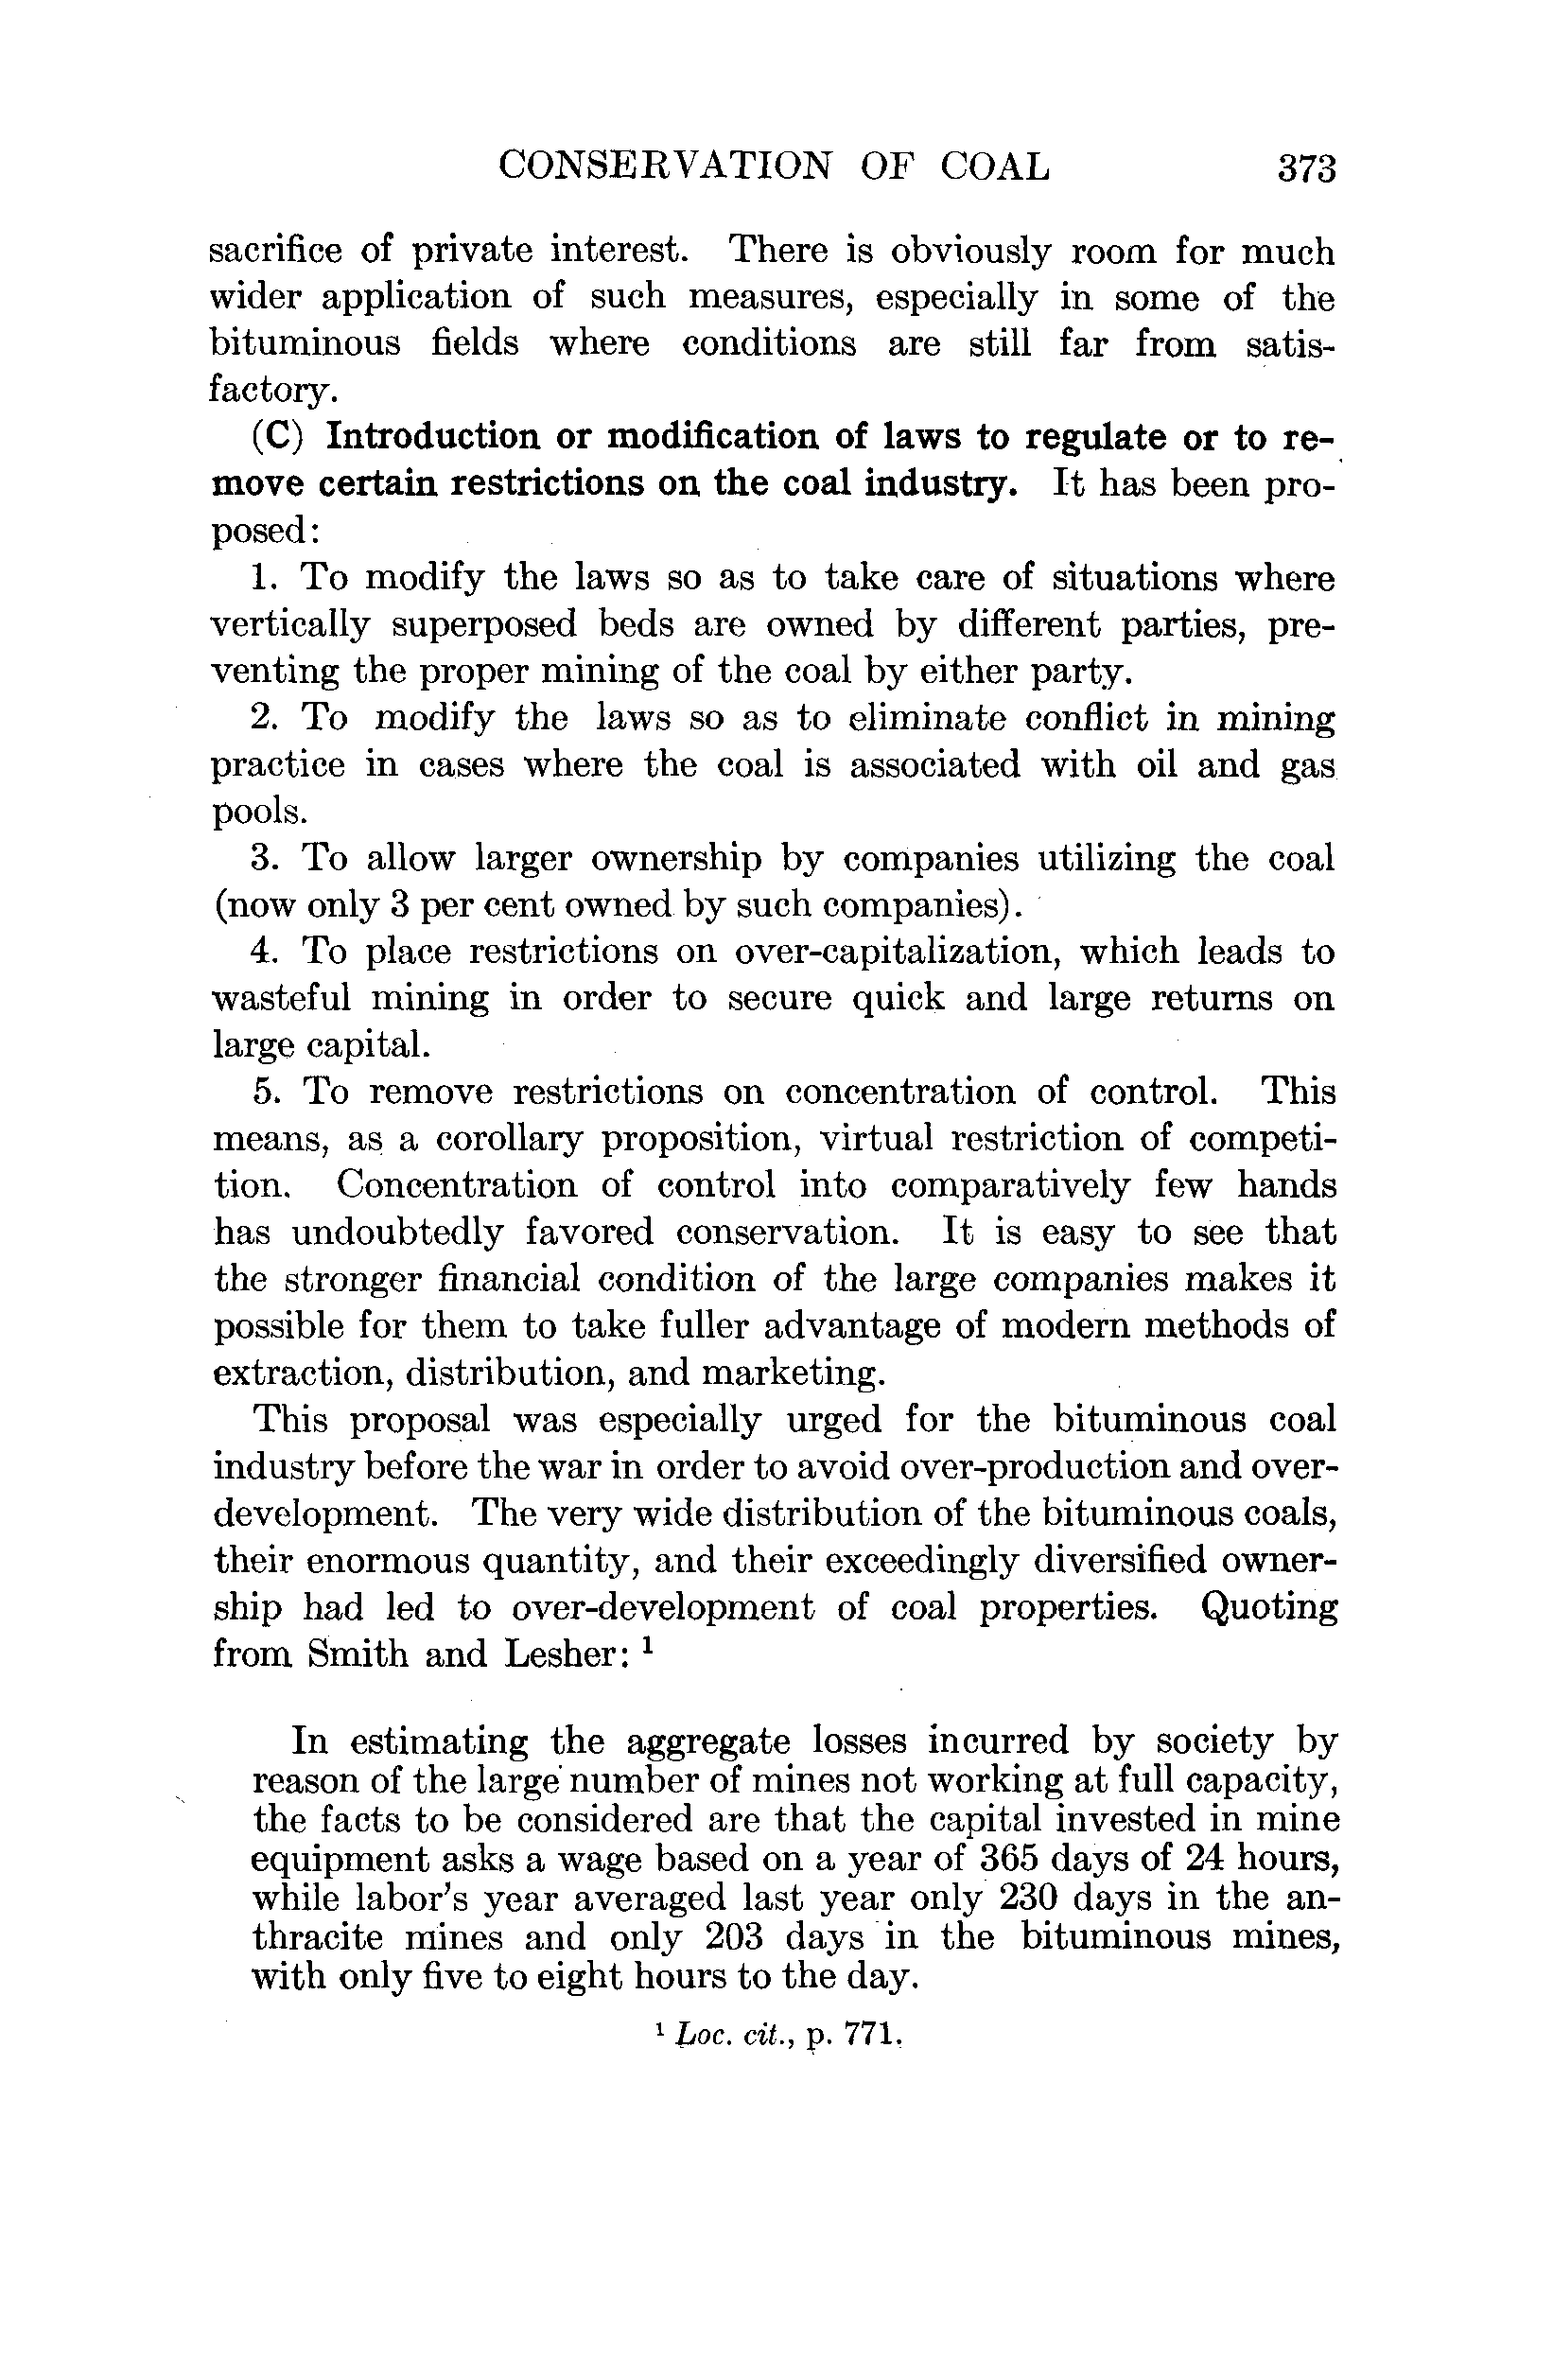 CONSERVATION OF COAL 373
sacrifice of private interest. There is obviously room for much
wider application of such measures, especially in some of the
bituminous fields where conditions are still far from satis-
factory.
(C) Introduction or modification of laws to regulate or to re-
move certain restrictions on the coal industry. It has been pro-
posed:
1. To modify the laws so as to take care of situations where
vertically superposed beds are owned by different parties, pre-
venting the proper mining of the coal by either party.
2. To modify the laws so as to eliminate conflict in mining
practice in cases where the coal is associated with oil and gas
pools.
3. To allow larger ownership by companies utilizing the coal
(now only 3 per cent owned by such companies).
4. To place restrictions on over-capitalization, which leads to
wasteful mining in order to secure quick and large returns on
large capital.
5. To remove restrictions on concentration of control. This
means, as a corollary proposition, virtual restriction of competi-
tion. Concentration of control into comparatively few hands
has undoubtedly favored conservation. It is easy to see that
the stronger financial condition of the large companies makes it
possible for them to take fuller advantage of modern methods of
extraction, distribution, and marketing.
This proposal was especially urged for the bituminous coal
industry before the war in order to avoid over-production and over-
development. The very wide distribution of the bituminous coals,
their enormous quantity, and their exceedingly diversified owner-
ship had led to over-development of coal properties. Quoting
from Smith and Lesher: 1
In estimating the aggregate losses incurred by society by
reason of the large number of mines not working at full capacity,
the facts to be considered are that the capital invested in mine
equipment asks a wage based on a year of 365 days of 24 hours,
while labor's year averaged last year only 230 days in the an-
thracite mines and only 203 days in the bituminous mines,
with only five to eight hours to the day.
1 Loc. cit., p. 771.